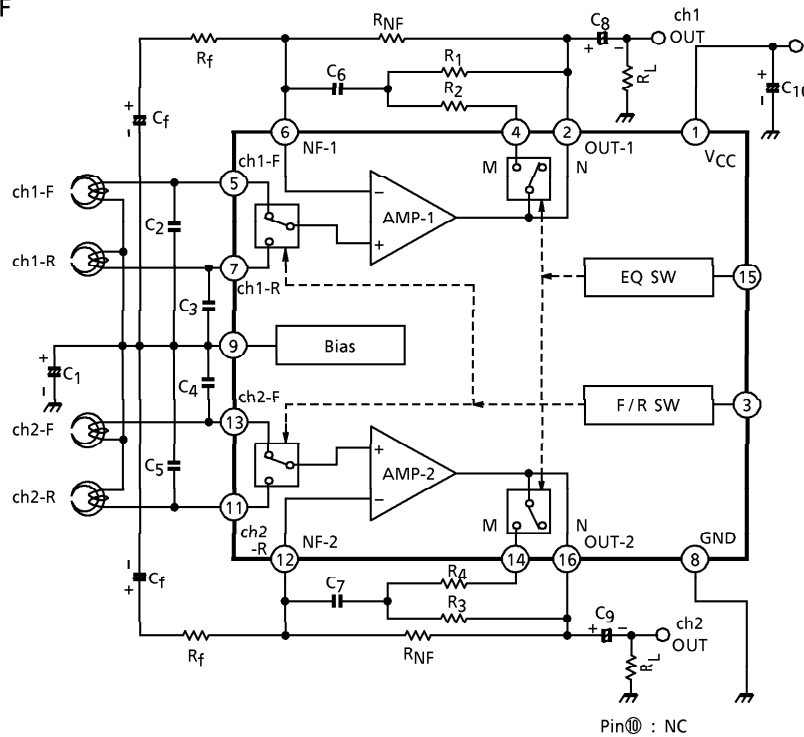 F
Rf
RNF
C8
ch1
OUT
R1
C6
R2
RL
C10
Cf
6
4
2
1
NF-1
OUT-1
VCC
ch1-F
M
N
ch1-F
5
C2
−
AMP-1
+
ch1-R
7
ch1-R
EQ SW
15
C3
9
Bias
C1
C4
ch2-F
F/R SW
3
ch2-F
13
+
AMP-2
−
C5
ch2-R
11
ch2
-R
M
N
12
NF-2
14
16
OUT-2
GND
8
Cf
C7
R4
R3
C9
ch2
OUT
Rf
RNF
RL
Pin⑩ : NC